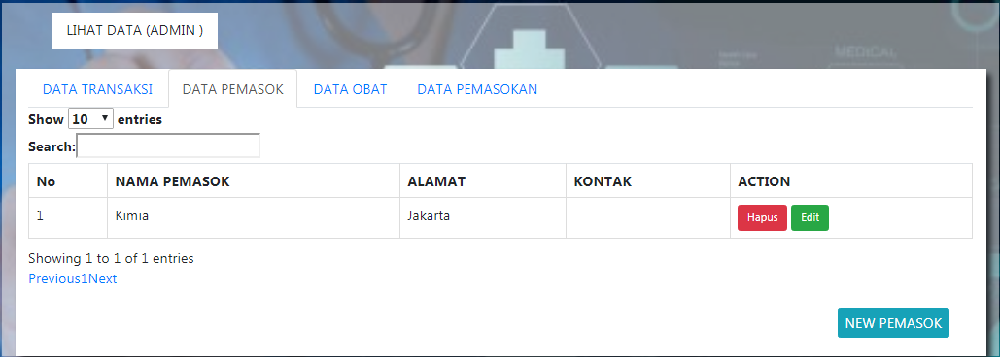 LIHAT DATA (ADMIN )
MEDICAL
DATA TRANSAKSI DATA PEMASOK DATA OBAT DATA PEMASOKAN
Show 10 entries
Search:
No NAMA PEMASOK ALAMAT KONTAK ACTION
1 Kimia Jakarta Hapus Edit
Showing 1 to 1 of 1 entries
Previous1Next
NEW PEMASOK